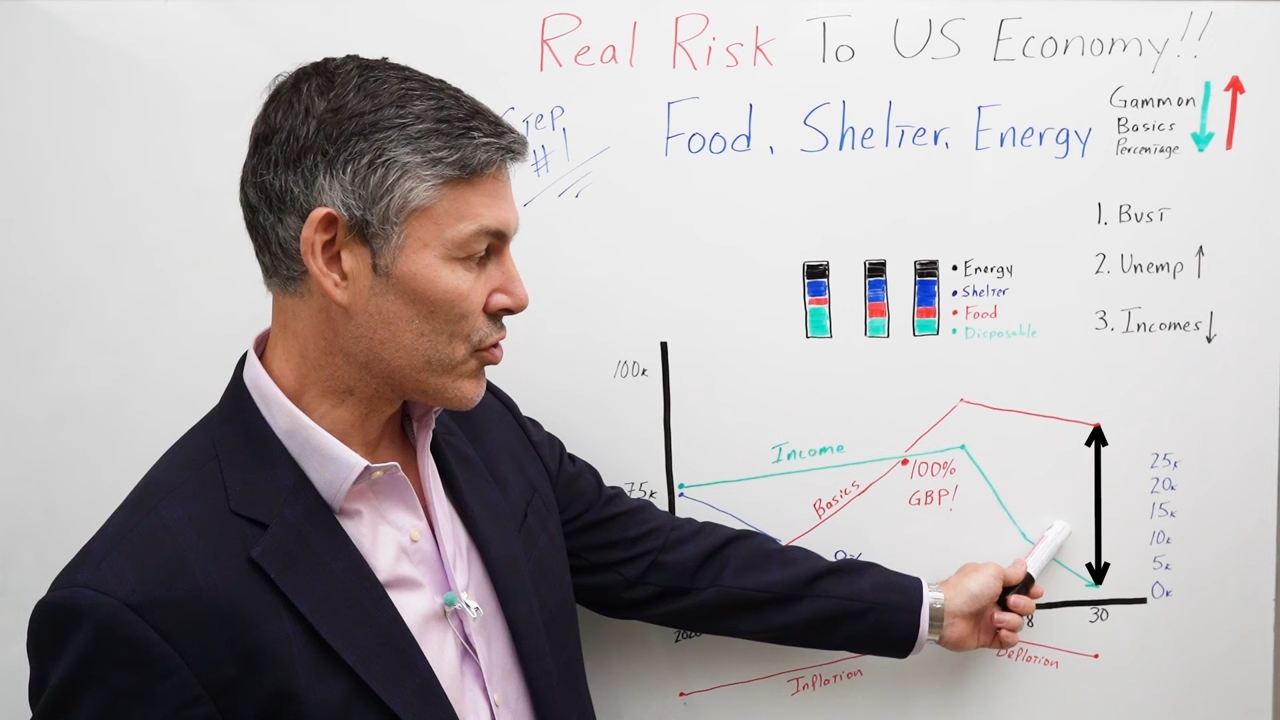 Real Risk To US Economy!!
STEP
#1
Food, Shelter, Energy
Gammon
Basics
Percentage
1. Bust
2. Unemp ↑
3. Incomes ↓
• Energy
• Shelter
• Food
• Disposable
100k
75k
Income
Basics
100%
GBP!
25k
20k
15k
10k
5k
0k
30
Inflation
Deflation